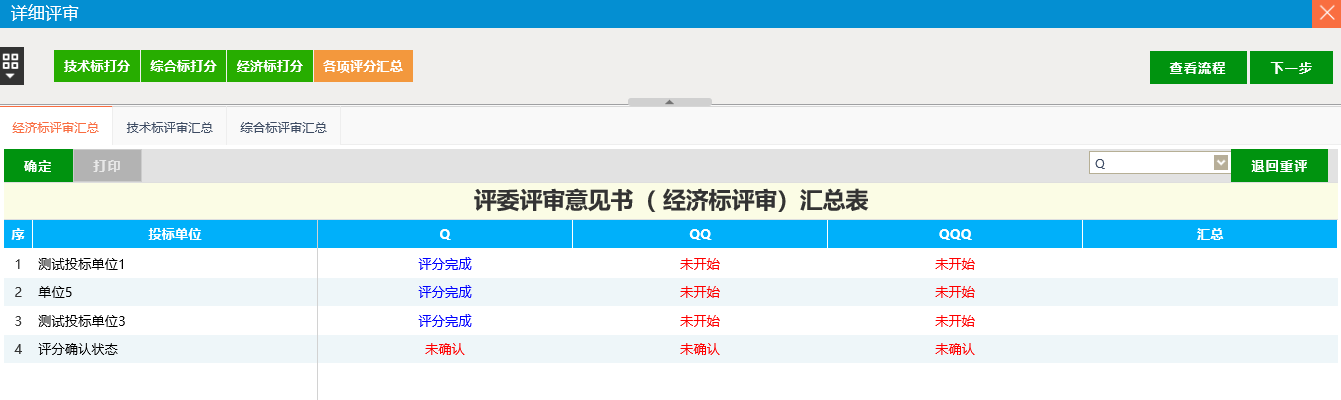 详细评审
技术标打分 综合标打分 经济标打分 各项评分汇总 查看流程 下一步
经济标评审汇总 技术标评审汇总 综合标评审汇总
确定 打印 Q 退回重评
评委评审意见书（ 经济标评审）汇总表
序 投标单位 Q QQ QQQ 汇总
1 测试投标单位1 评分完成 未开始 未开始
2 单位5 评分完成 未开始 未开始
3 测试投标单位3 评分完成 未开始 未开始
4 评分确认状态 未确认 未确认 未确认